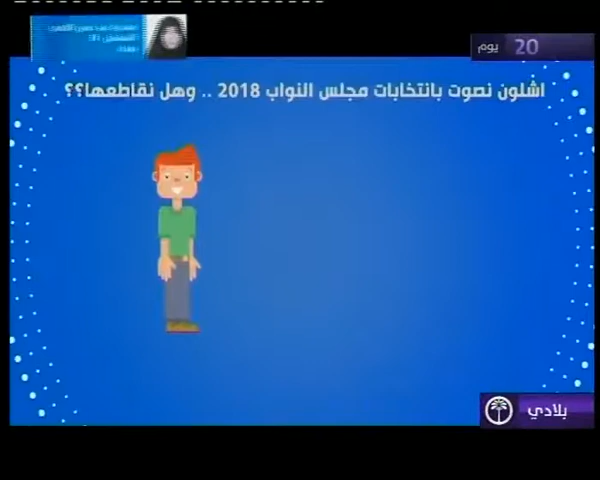 20 يوم
اشلون نصوت بانتخابات مجلس النواب 2018 .. وهل نقاطعها؟؟
بلادي